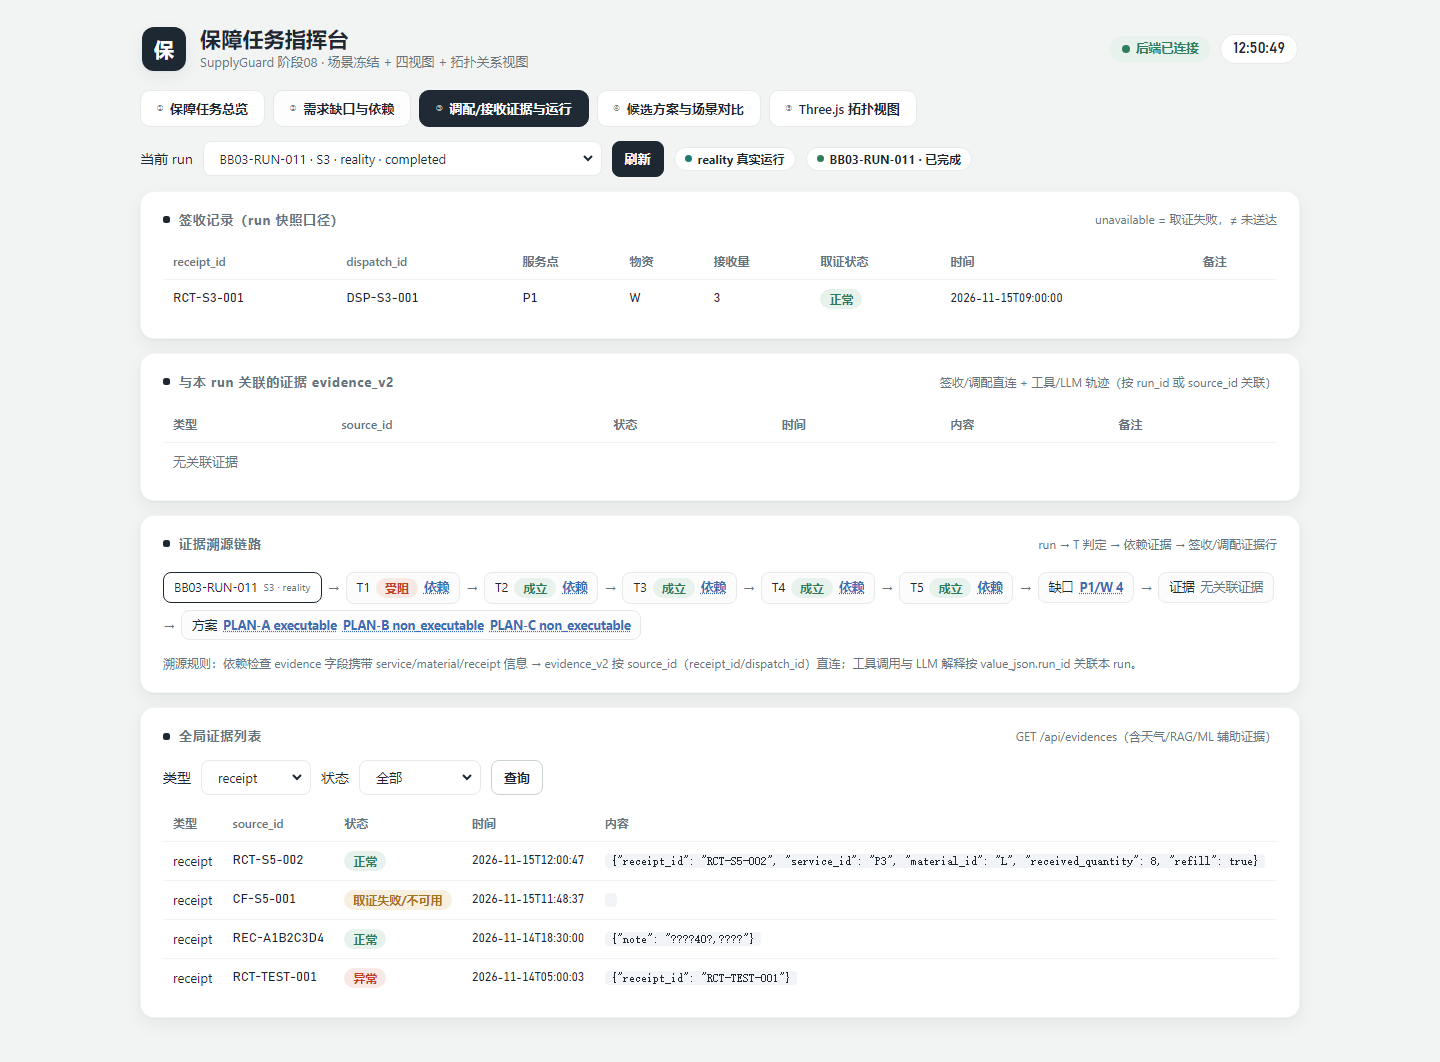 保
保障任务指挥台
SupplyGuard 阶段08 · 场景冻结 + 四视图 + 拓扑关系视图
后端已连接
12:50:49
保障任务总览
需求缺口与依赖
调配/接收证据与运行
候选方案与场景对比
Three.js 拓扑视图
当前 run
BB03-RUN-011 · S3 · reality · completed
刷新
reality 真实运行
BB03-RUN-011 · 已完成
签收记录（run 快照口径）
unavailable = 取证失败，≠ 未送达
receipt_id dispatch_id 服务点 物资 接收量 取证状态 时间 备注
RCT-S3-001 DSP-S3-001 P1 W 3 正常 2026-11-15T09:00:00
与本 run 关联的证据 evidence_v2
签收/调配直连 + 工具/LLM 轨迹（按 run_id 或 source_id 关联）
类型 source_id 状态 时间 内容 备注
无关联证据
证据溯源链路
run → T 判定 → 依赖证据 → 签收/调配证据行
BB03-RUN-011 S3 · reality → T1 受阻 依赖 → T2 成立 依赖 → T3 成立 依赖 → T4 成立 依赖 → T5 成立 依赖 → 缺口 P1/W 4 → 证据 无关联证据
→ 方案 PLAN-A executable PLAN-B non_executable PLAN-C non_executable
溯源规则：依赖检查 evidence 字段携带 service/material/receipt 信息 → evidence_v2 按 source_id（receipt_id/dispatch_id）直连；工具调用与 LLM 解释按 value_json.run_id 关联本 run。
全局证据列表
GET /api/evidences（含天气/RAG/ML 辅助证据）
类型 receipt 状态 全部 查询
类型 source_id 状态 时间 内容
receipt RCT-S5-002 正常 2026-11-15T12:00:47 {"receipt_id": "RCT-S5-002", "service_id": "P3", "material_id": "L", "received_quantity": 8, "refill": true}
receipt CF-S5-001 取证失败/不可用 2026-11-15T11:48:37
receipt REC-A1B2C3D4 正常 2026-11-14T18:30:00 {"note": "????40?,????"}
receipt RCT-TEST-001 异常 2026-11-14T05:00:03 {"receipt_id": "RCT-TEST-001"}